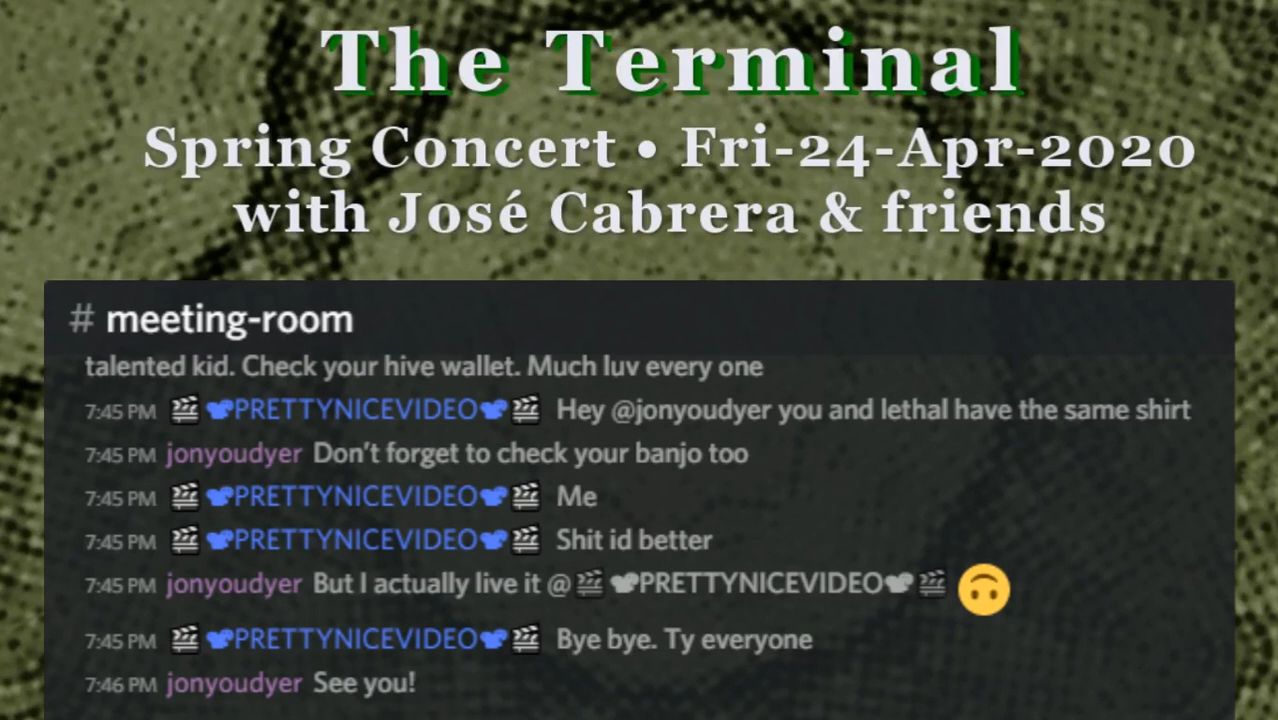 The Terminal
Spring Concert • Fri-24-Apr-2020
with José Cabrera & friends
# meeting-room
talented kid. Check your hive wallet. Much luv every one
7:45 PM 🎬 🐦PRETTYNICEVIDEO🐦🎬 Hey @jonyoudyer you and lethal have the same shirt
7:45 PM jonyoudyer Don't forget to check your banjo too
7:45 PM 🎬 🐦PRETTYNICEVIDEO🐦🎬 Me
7:45 PM 🎬 🐦PRETTYNICEVIDEO🐦🎬 Shit id better
7:45 PM jonyoudyer But I actually live it @🎬 🐦PRETTYNICEVIDEO🐦🎬 🙃
7:45 PM 🎬 🐦PRETTYNICEVIDEO🐦🎬 Bye bye. Ty everyone
7:46 PM jonyoudyer See you!